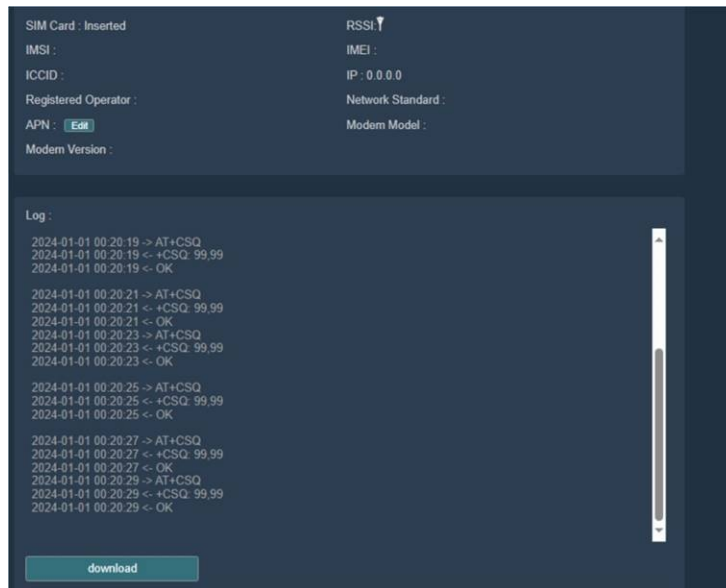 SIM Card : Inserted
RSSI:
IMSI :
IMEI :
ICCID :
IP : 0.0.0.0
Registered Operator :
Network Standard :
APN : Edit
Modem Model :
Modem Version :
Log :
2024-01-01 00:20:19 -> AT+CSQ
2024-01-01 00:20:19 <- +CSQ: 99,99
2024-01-01 00:20:19 <- OK
2024-01-01 00:20:21 -> AT+CSQ
2024-01-01 00:20:21 <- +CSQ: 99,99
2024-01-01 00:20:21 <- OK
2024-01-01 00:20:23 -> AT+CSQ
2024-01-01 00:20:23 <- +CSQ: 99,99
2024-01-01 00:20:23 <- OK
2024-01-01 00:20:25 -> AT+CSQ
2024-01-01 00:20:25 <- +CSQ: 99,99
2024-01-01 00:20:25 <- OK
2024-01-01 00:20:27 -> AT+CSQ
2024-01-01 00:20:27 <- +CSQ: 99,99
2024-01-01 00:20:27 <- OK
2024-01-01 00:20:29 -> AT+CSQ
2024-01-01 00:20:29 <- +CSQ: 99,99
2024-01-01 00:20:29 <- OK
download